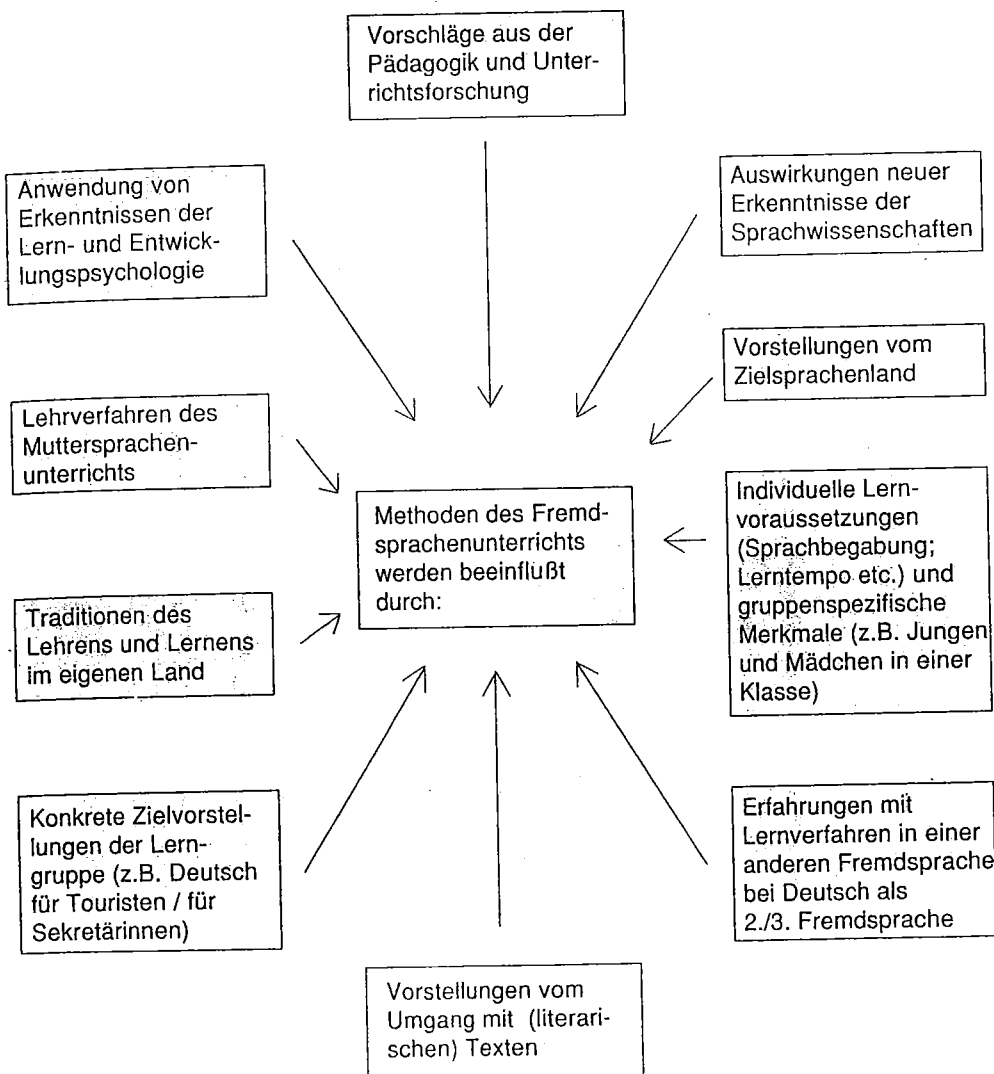 Vorschläge aus der
Pädagogik und Unter-
richtsforschung
Anwendung von
Erkenntnissen der
Lern- und Entwick-
lungspsychologie
Auswirkungen neuer
Erkenntnisse der
Sprachwissenschaften
Vorstellungen vom
Zielsprachenland
Lehrverfahren des
Muttersprachen-
unterrichts
Methoden des Fremd-
sprachenunterrichts
werden beeinflußt
durch:
Individuelle Lern-
voraussetzungen
(Sprachbegabung;
Lerntempo etc.) und
gruppenspezifische
Merkmale (z.B. Jungen
und Mädchen in einer
Klasse)
Traditionen des
Lehrens und Lernens
im eigenen Land
Konkrete Zielvorstel-
lungen der Lern-
gruppe (z.B. Deutsch
für Touristen / für
Sekretärinnen)
Erfahrungen mit
Lernverfahren in einer
anderen Fremdsprache
bei Deutsch als
2./3. Fremdsprache
Vorstellungen vom
Umgang mit (literari-
schen) Texten